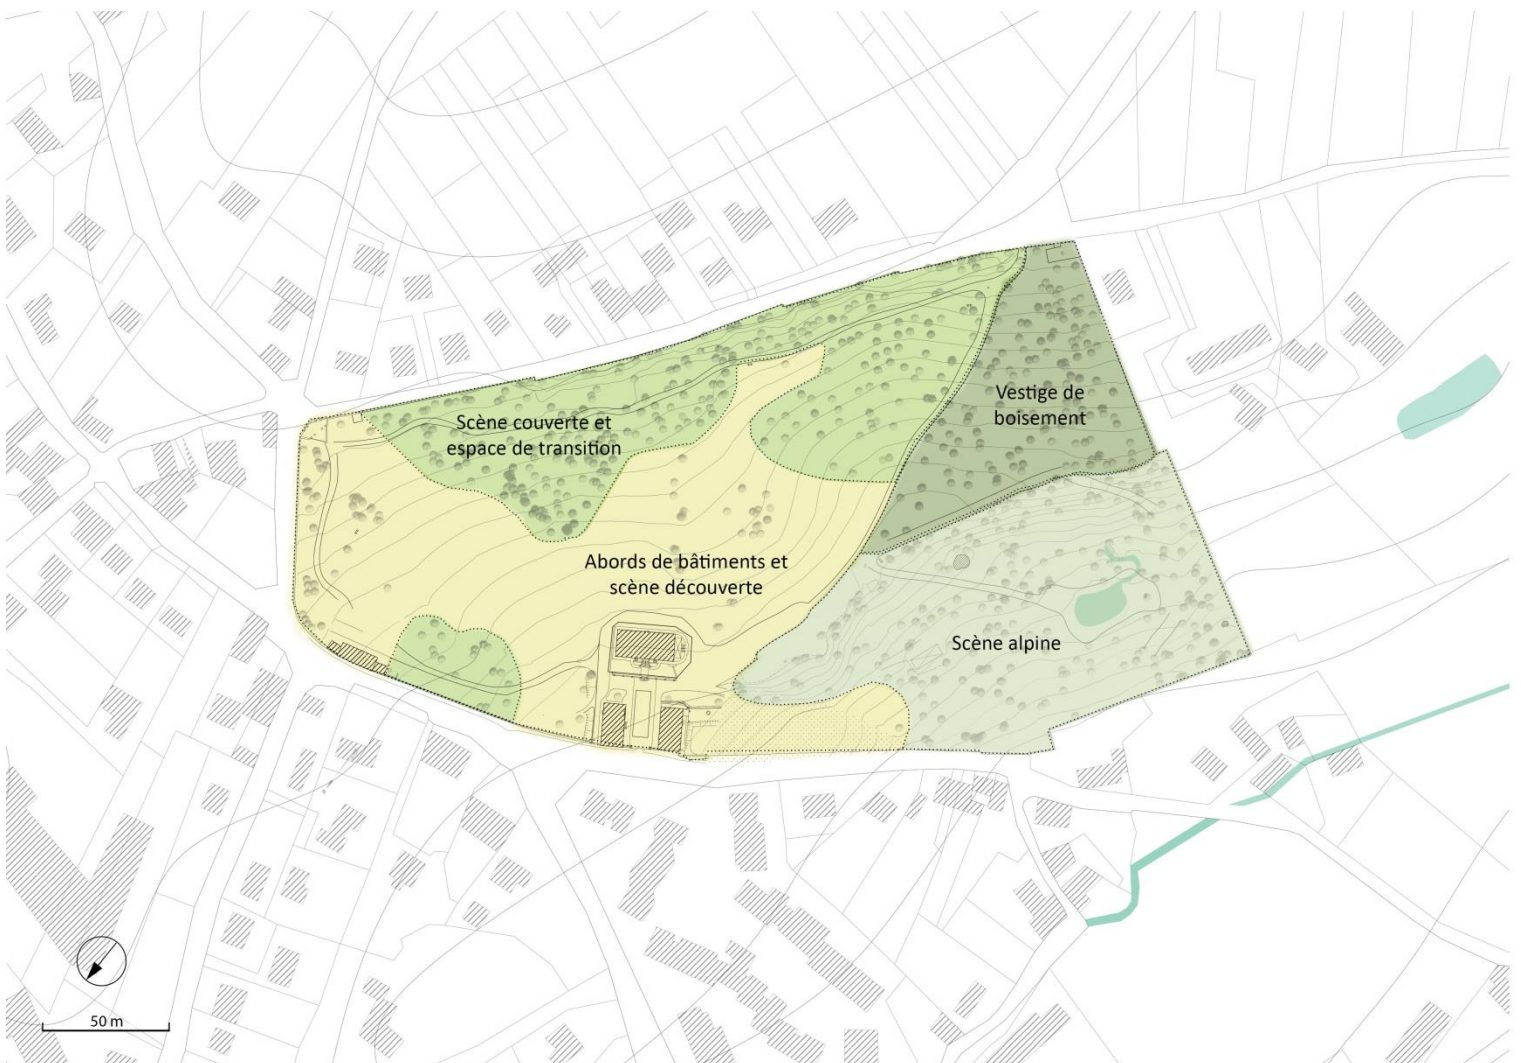 Vestige de
boisement
Scène couverte et
espace de transition
Abords de bâtiments et
scène découverte
Scène alpine
50 m